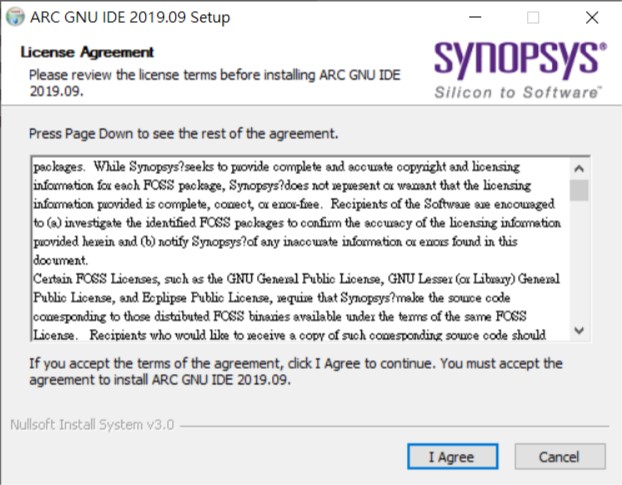 ARC GNU IDE 2019.09 Setup
License Agreement
Please review the license terms before installing ARC GNU IDE
2019.09.
SYNOPSYS®
Silicon to Software™
Press Page Down to see the rest of the agreement.
packages. While Synopsys?seeks to provide complete and accurate copyright and licensing
information for each FOSS package, Synopsys?does not represent or warrant that the licensing
information provided is complete, correct, or error-free. Recipients of the Software are encouraged
to (a) investigate the identified FOSS packages to confirm the accuracy of the licensing information
provided herein and (b) notify Synopsys?of any inaccurate information or errors found in this
document.
Certain FOSS Licenses, such as the GNU General Public License, GNU Lesser (or Library) General
Public License, and Ecplipse Public License, require that Synopsys?make the source code
corresponding to those distributed FOSS binaries available under the terms of the same FOSS
License. Recipients who would like to receive a copy of such corresponding source code should
If you accept the terms of the agreement, click I Agree to continue. You must accept the
agreement to install ARC GNU IDE 2019.09.
Nullsoft Install System v3.0
I Agree
Cancel